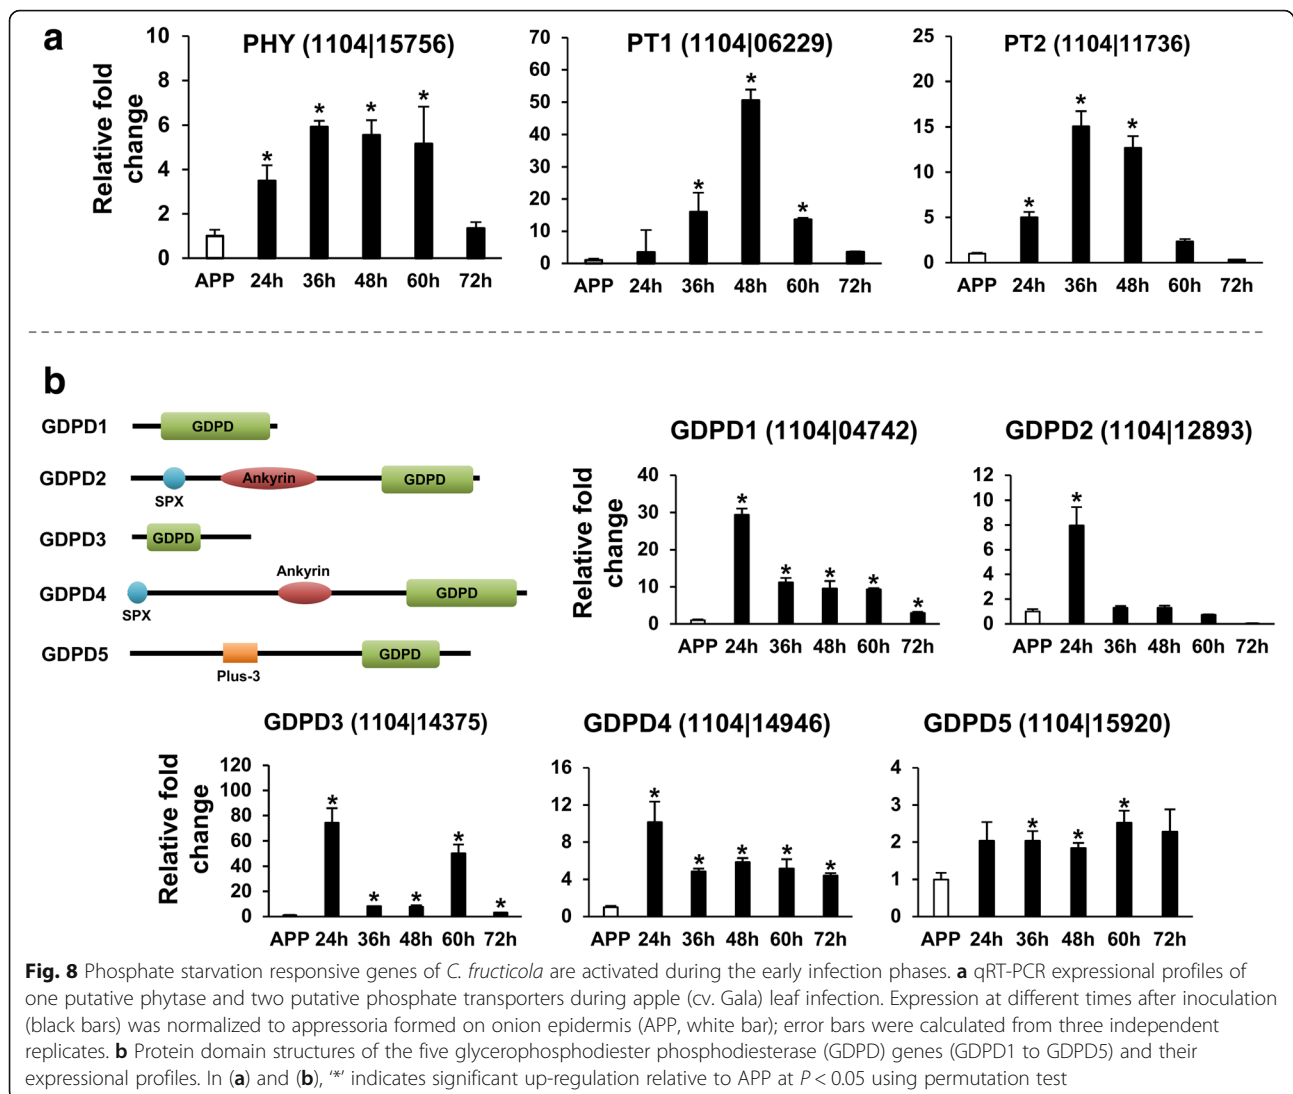 a
PHY (1104|15756)
Relative fold change
10
8
6
4
2
0
*
*
*
*
APP 24h 36h 48h 60h 72h
PT1 (1104|06229)
70
60
50
40
30
20
10
0
*
*
*
APP 24h 36h 48h 60h 72h
PT2 (1104|11736)
25
20
15
10
5
0
*
*
*
APP 24h 36h 48h 60h 72h
b
GDPD1
GDPD
GDPD2
SPX
Ankyrin
GDPD
GDPD3
GDPD
GDPD4
SPX
Ankyrin
GDPD
GDPD5
Plus-3
GDPD
GDPD1 (1104|04742)
Relative fold change
40
30
20
10
0
*
*
*
*
*
APP 24h 36h 48h 60h 72h
GDPD2 (1104|12893)
12
10
8
6
4
2
0
*
APP 24h 36h 48h 60h 72h
GDPD3 (1104|14375)
Relative fold change
120
100
80
60
40
20
0
*
*
*
*
*
APP 24h 36h 48h 60h 72h
GDPD4 (1104|14946)
16
12
8
4
0
*
*
*
*
*
APP 24h 36h 48h 60h 72h
GDPD5 (1104|15920)
4
3
2
1
0
*
*
*
APP 24h 36h 48h 60h 72h
Fig. 8 Phosphate starvation responsive genes of C. fructicola are activated during the early infection phases. a qRT-PCR expressional profiles of
one putative phytase and two putative phosphate transporters during apple (cv. Gala) leaf infection. Expression at different times after inoculation
(black bars) was normalized to appressoria formed on onion epidermis (APP, white bar); error bars were calculated from three independent
replicates. b Protein domain structures of the five glycerophosphodiester phosphodiesterase (GDPD) genes (GDPD1 to GDPD5) and their
expressional profiles. In (a) and (b), ‘*’ indicates significant up-regulation relative to APP at P < 0.05 using permutation test